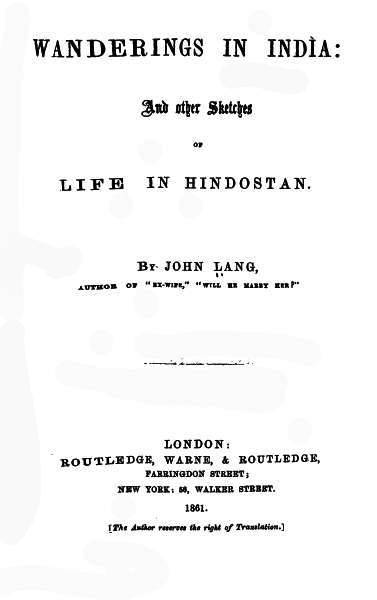 WANDERINGS IN INDIA:
And other Sketches
OF
LIFE IN HINDOSTAN.
BY JOHN LANG,
AUTHOR OF "EX-WIFE," "WILL HE MARRY HER?"
LONDON:
ROUTLEDGE, WARNE, & ROUTLEDGE,
FARRINGDON STREET;
NEW YORK: 56, WALKER STREET.
1861.
[The Author reserves the right of Translation.]